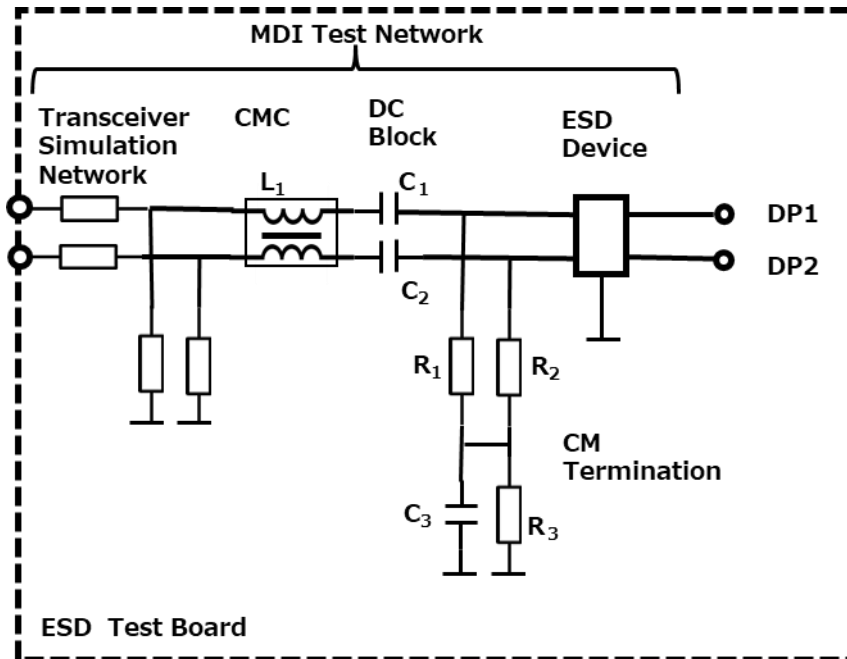 MDI Test Network
Transceiver
Simulation
Network
CMC
DC
Block
ESD
Device
L₁
C₁
DP1
DP2
C₂
R₁
R₂
CM
Termination
C₃
R₃
ESD Test Board